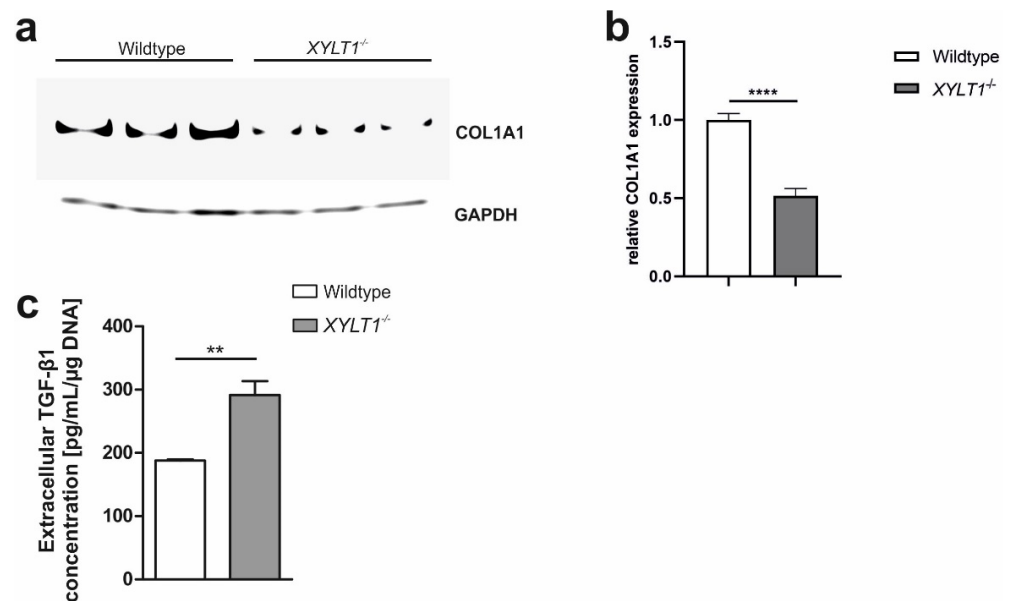 a
Wildtype XYLT1-/-
COL1A1
GAPDH
b
relative COL1A1 expression
1.5
1.0
0.5
0.0
****
Wildtype
XYLT1-/-
c
Extracellular TGF-β1
concentration [pg/mL/μg DNA]
400
300
200
100
0
**
Wildtype
XYLT1-/-